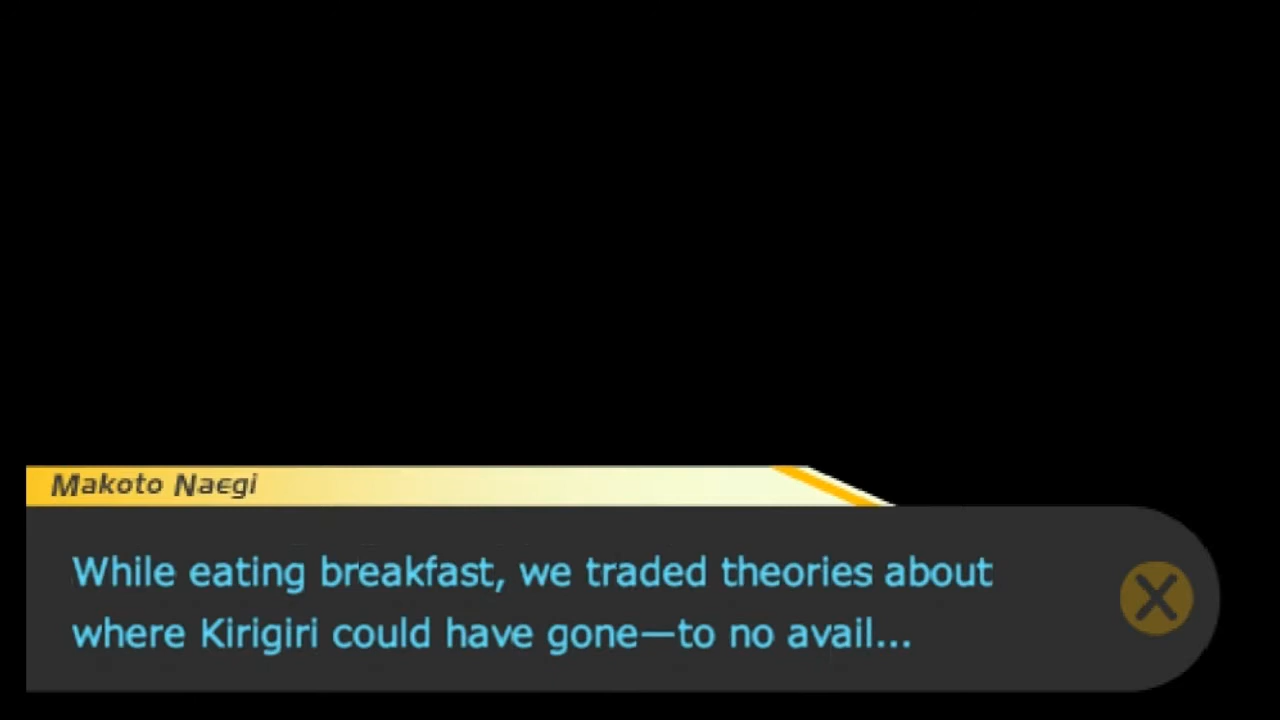 Makoto Naegi
While eating breakfast, we traded theories about
where Kirigiri could have gone—to no avail...